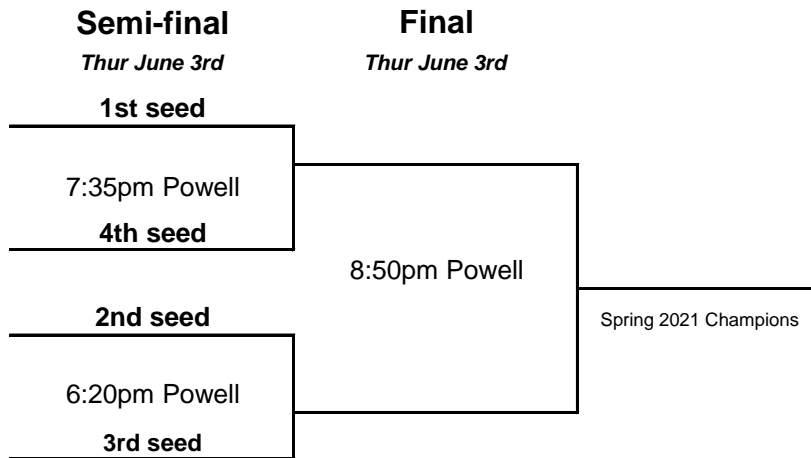 Semi-final
Final
Thur June 3rd
Thur June 3rd
1st seed
7:35pm Powell
4th seed
8:50pm Powell
2nd seed
Spring 2021 Champions
6:20pm Powell
3rd seed